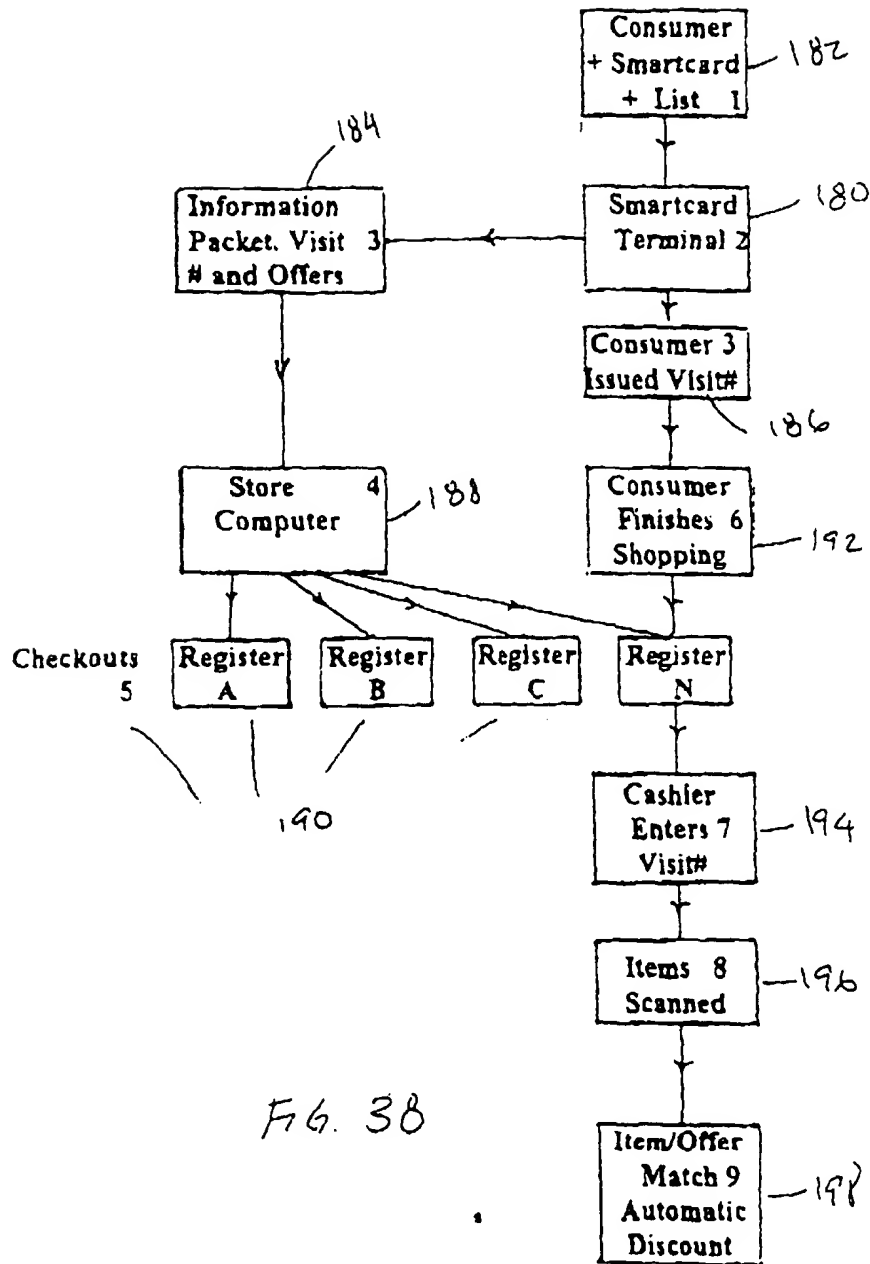 Consumer
+ Smartcard
+ List 1
182
184
Information
Packet. Visit 3
# and Offers
Smartcard
Terminal 2
180
Consumer 3
Issued Visit#
186
Store 4
Computer
188
Consumer
Finishes 6
Shopping
192
Checkouts
5
Register
A
Register
B
Register
C
Register
N
190
Cashier
Enters 7
Visit#
194
Items 8
Scanned
196
FIG. 38
Item/Offer
Match 9
Automatic
Discount
198